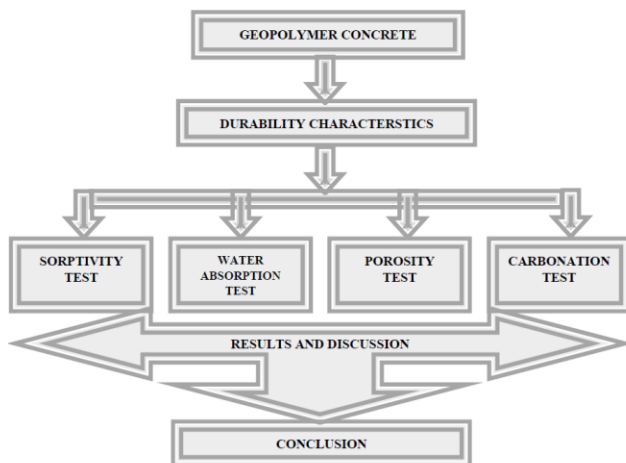 GEOPOLYMER CONCRETE
DURABILITY CHARACTERSTICS
SORPTIVITY
TEST
WATER
ABSORPTION
TEST
POROSITY
TEST
CARBONATION
TEST
RESULTS AND DISCUSSION
CONCLUSION